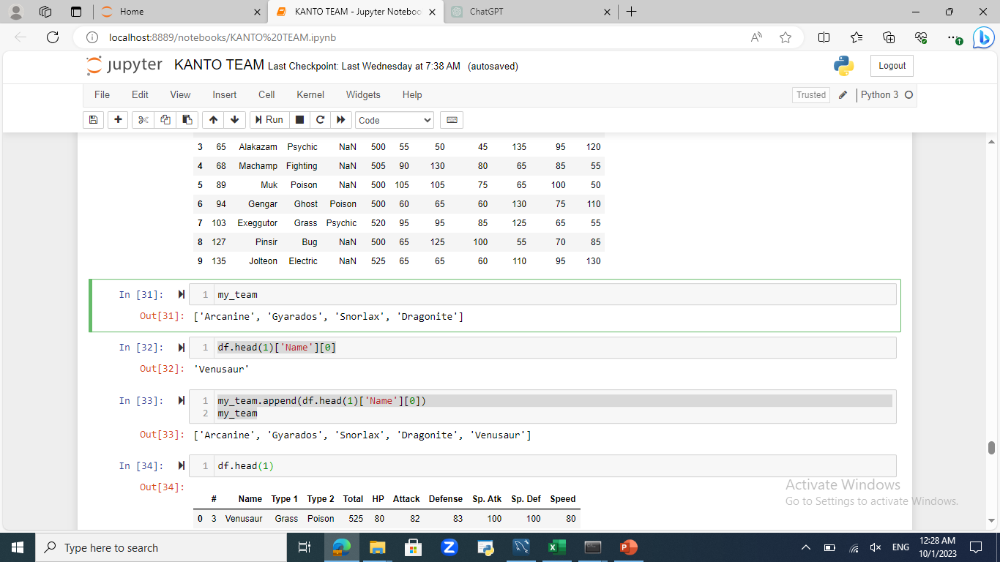 Home
KANTO TEAM - Jupyter Noteboo
ChatGPT
localhost:8889/notebooks/KANTO%20TEAM.ipynb
jupyter KANTO TEAM Last Checkpoint: Last Wednesday at 7:38 AM (autosaved)
Logout
File Edit View Insert Cell Kernel Widgets Help
Trusted Python 3
Run Code
3 65 Alakazam Psychic NaN 500 55 50 45 135 95 120
4 68 Machamp Fighting NaN 505 90 130 80 65 85 55
5 89 Muk Poison NaN 500 105 105 75 65 100 50
6 94 Gengar Ghost Poison 500 60 65 60 130 75 110
7 103 Exeggutor Grass Psychic 520 95 95 85 125 65 55
8 127 Pinsir Bug NaN 500 65 125 100 55 70 85
9 135 Jolteon Electric NaN 525 65 65 60 110 95 130
In [31]: 1 my_team
Out[31]: ['Arcanine', 'Gyarados', 'Snorlax', 'Dragonite']
In [32]: 1 df.head(1)['Name'][0]
Out[32]: 'Venusaur'
In [33]: 1 my_team.append(df.head(1)['Name'][0])
2 my_team
Out[33]: ['Arcanine', 'Gyarados', 'Snorlax', 'Dragonite', 'Venusaur']
In [34]: 1 df.head(1)
Out[34]:
# Name Type 1 Type 2 Total HP Attack Defense Sp. Atk Sp. Def Speed
0 3 Venusaur Grass Poison 525 80 82 83 100 100 80
Activate Windows
Go to Settings to activate Windows.
Type here to search
ENG
12:28 AM
10/1/2023